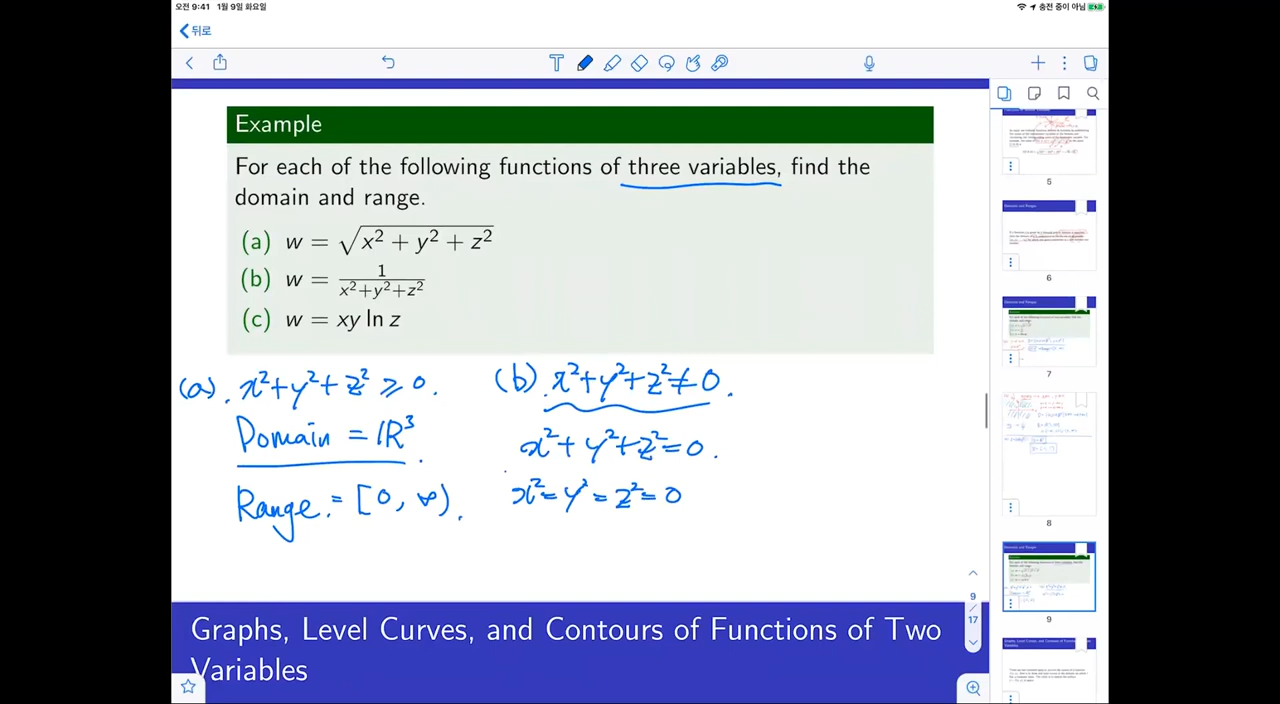 오전 9:41 1월 9일 화요일
충전 중이 아님
뒤로
Example
For each of the following functions of three variables, find the
domain and range.
(a) w = √(x² + y² + z²)
(b) w = 1/(x²+y²+z²)
(c) w = xy ln z
(a). x²+y²+z² ⩾ 0.
Domain = ℝ³.
Range = [0, ∞).
(b). x²+y²+z² ≠ 0.
x²+y²+z²=0.
x²=y²=z²=0
Graphs, Level Curves, and Contours of Functions of Two
Variables
9
/
17
5
6
7
8
9